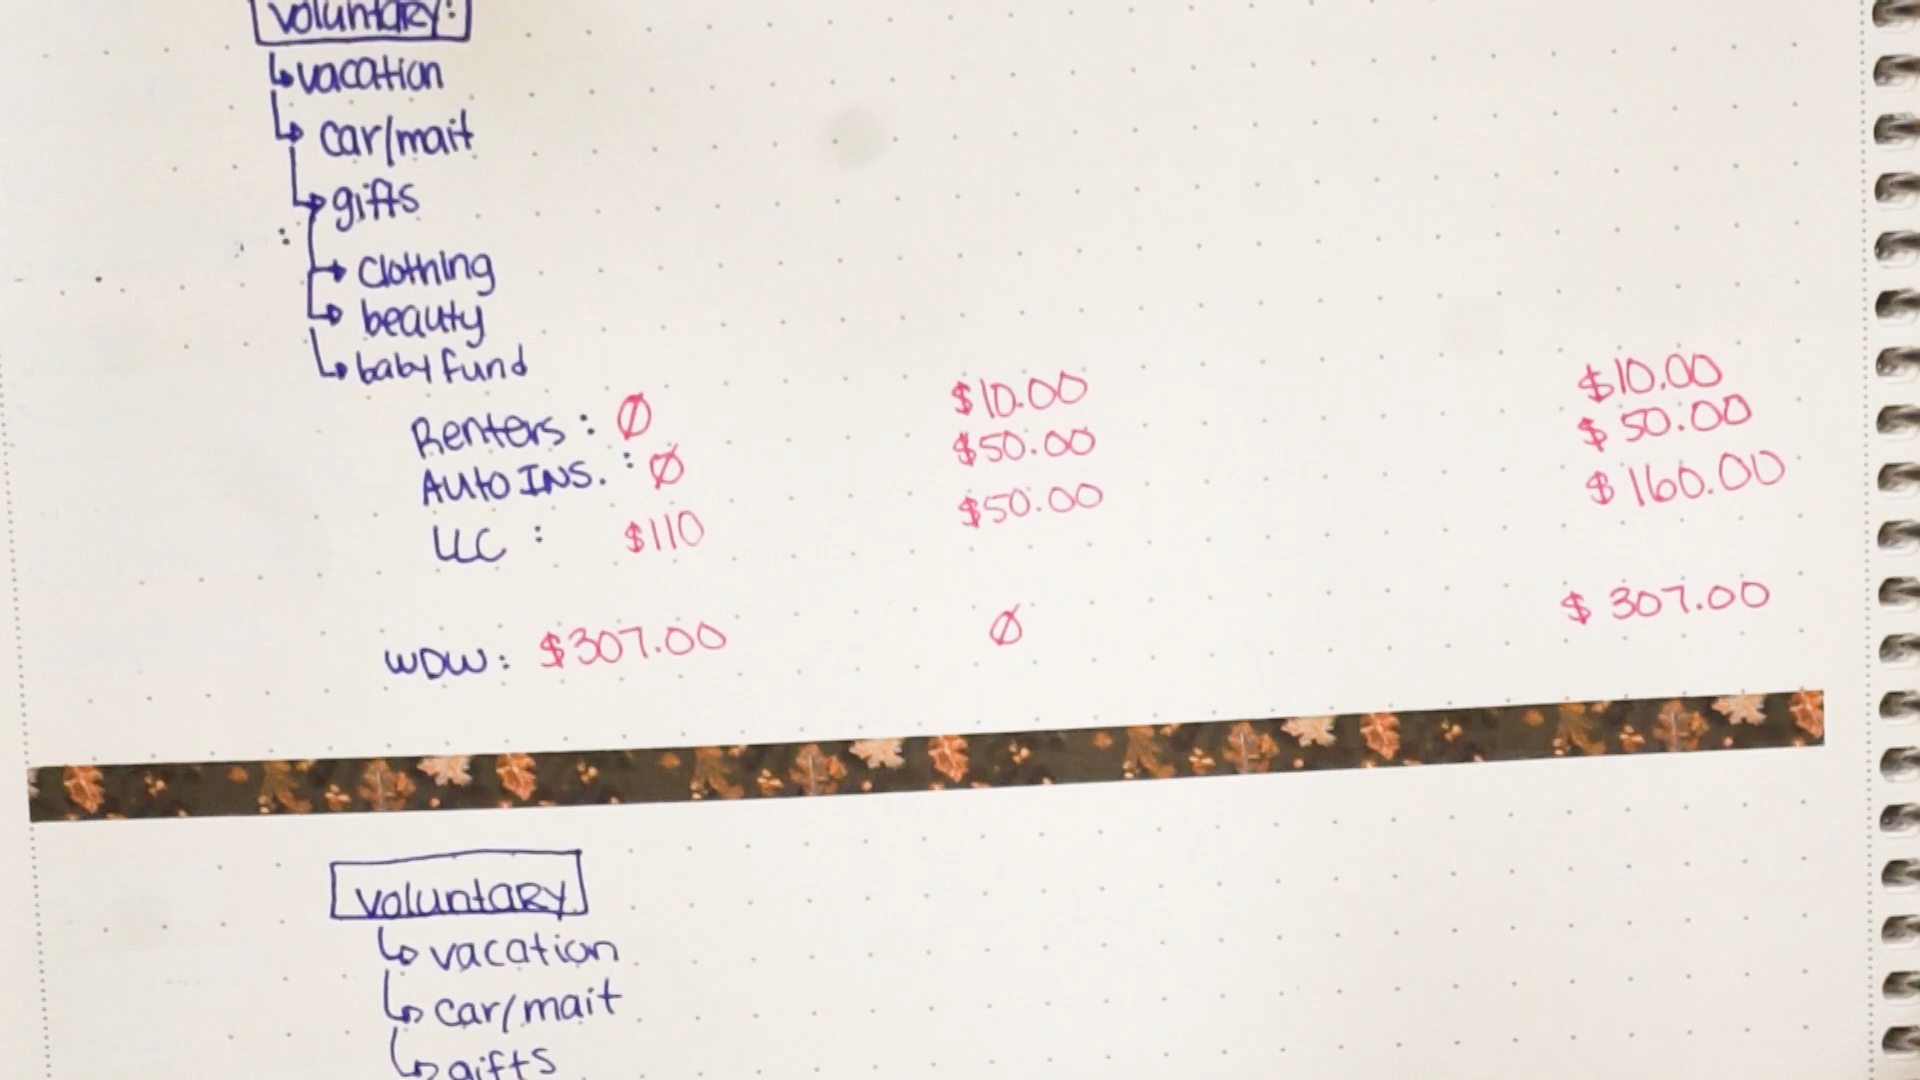 voluntary:
↳vacation
↳car/mait
↳gifts
→clothing
↳beauty
↳baby fund
Renters: Ø $10.00 $10.00
Auto INS. : Ø $50.00 $50.00
LLC : $110 $50.00 $160.00
WDW: $307.00 Ø $307.00
voluntary
↳vacation
↳car/mait
↳gifts